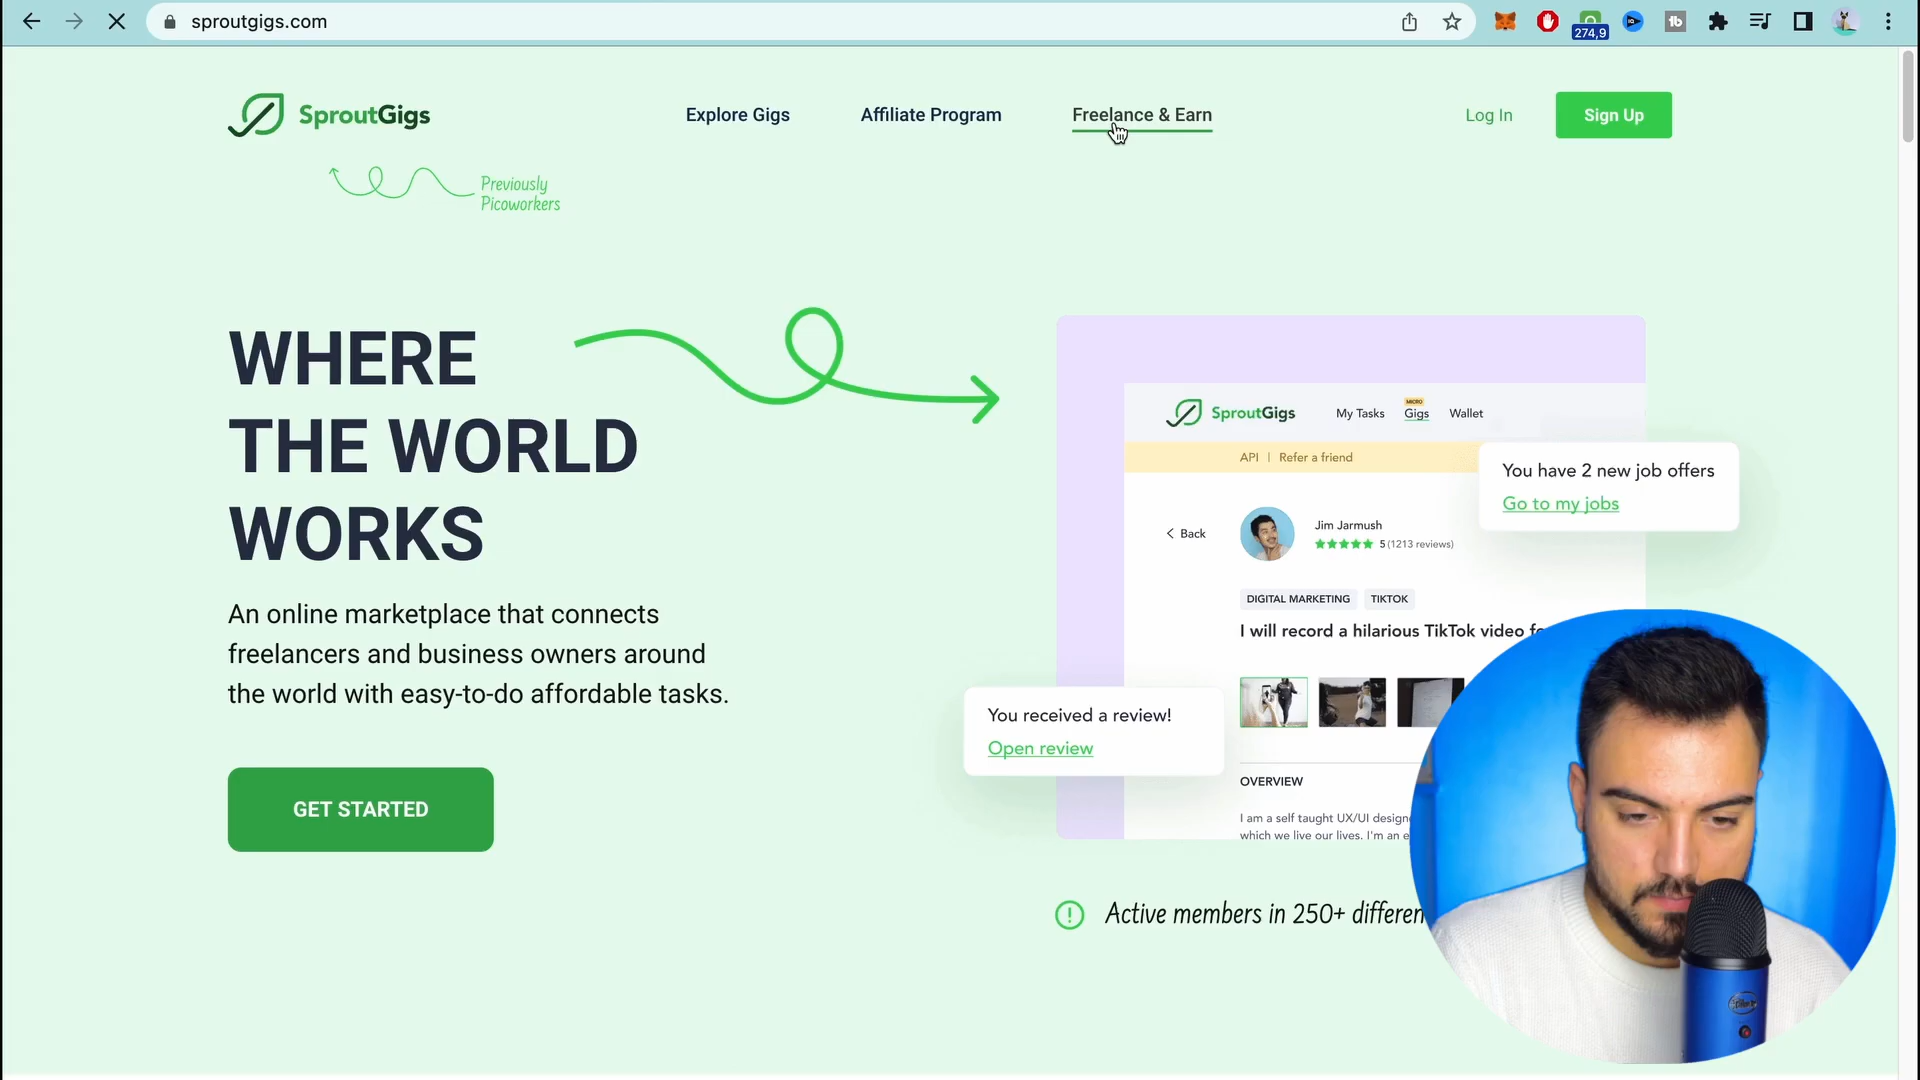 sproutgigs.com
274,9
SproutGigs
Explore Gigs
Affiliate Program
Freelance & Earn
Log In
Sign Up
Previously
Picoworkers
WHERE
THE WORLD
WORKS
An online marketplace that connects
freelancers and business owners around
the world with easy-to-do affordable tasks.
GET STARTED
SproutGigs
My Tasks
MICRO
Gigs
Wallet
API | Refer a friend
You have 2 new job offers
Go to my jobs
Back
Jim Jarmush
5 (1213 reviews)
DIGITAL MARKETING
TIKTOK
I will record a hilarious TikTok video
You received a review!
Open review
OVERVIEW
I am a self taught UX/UI
which we live our lives. I'm an
Active members in 250+